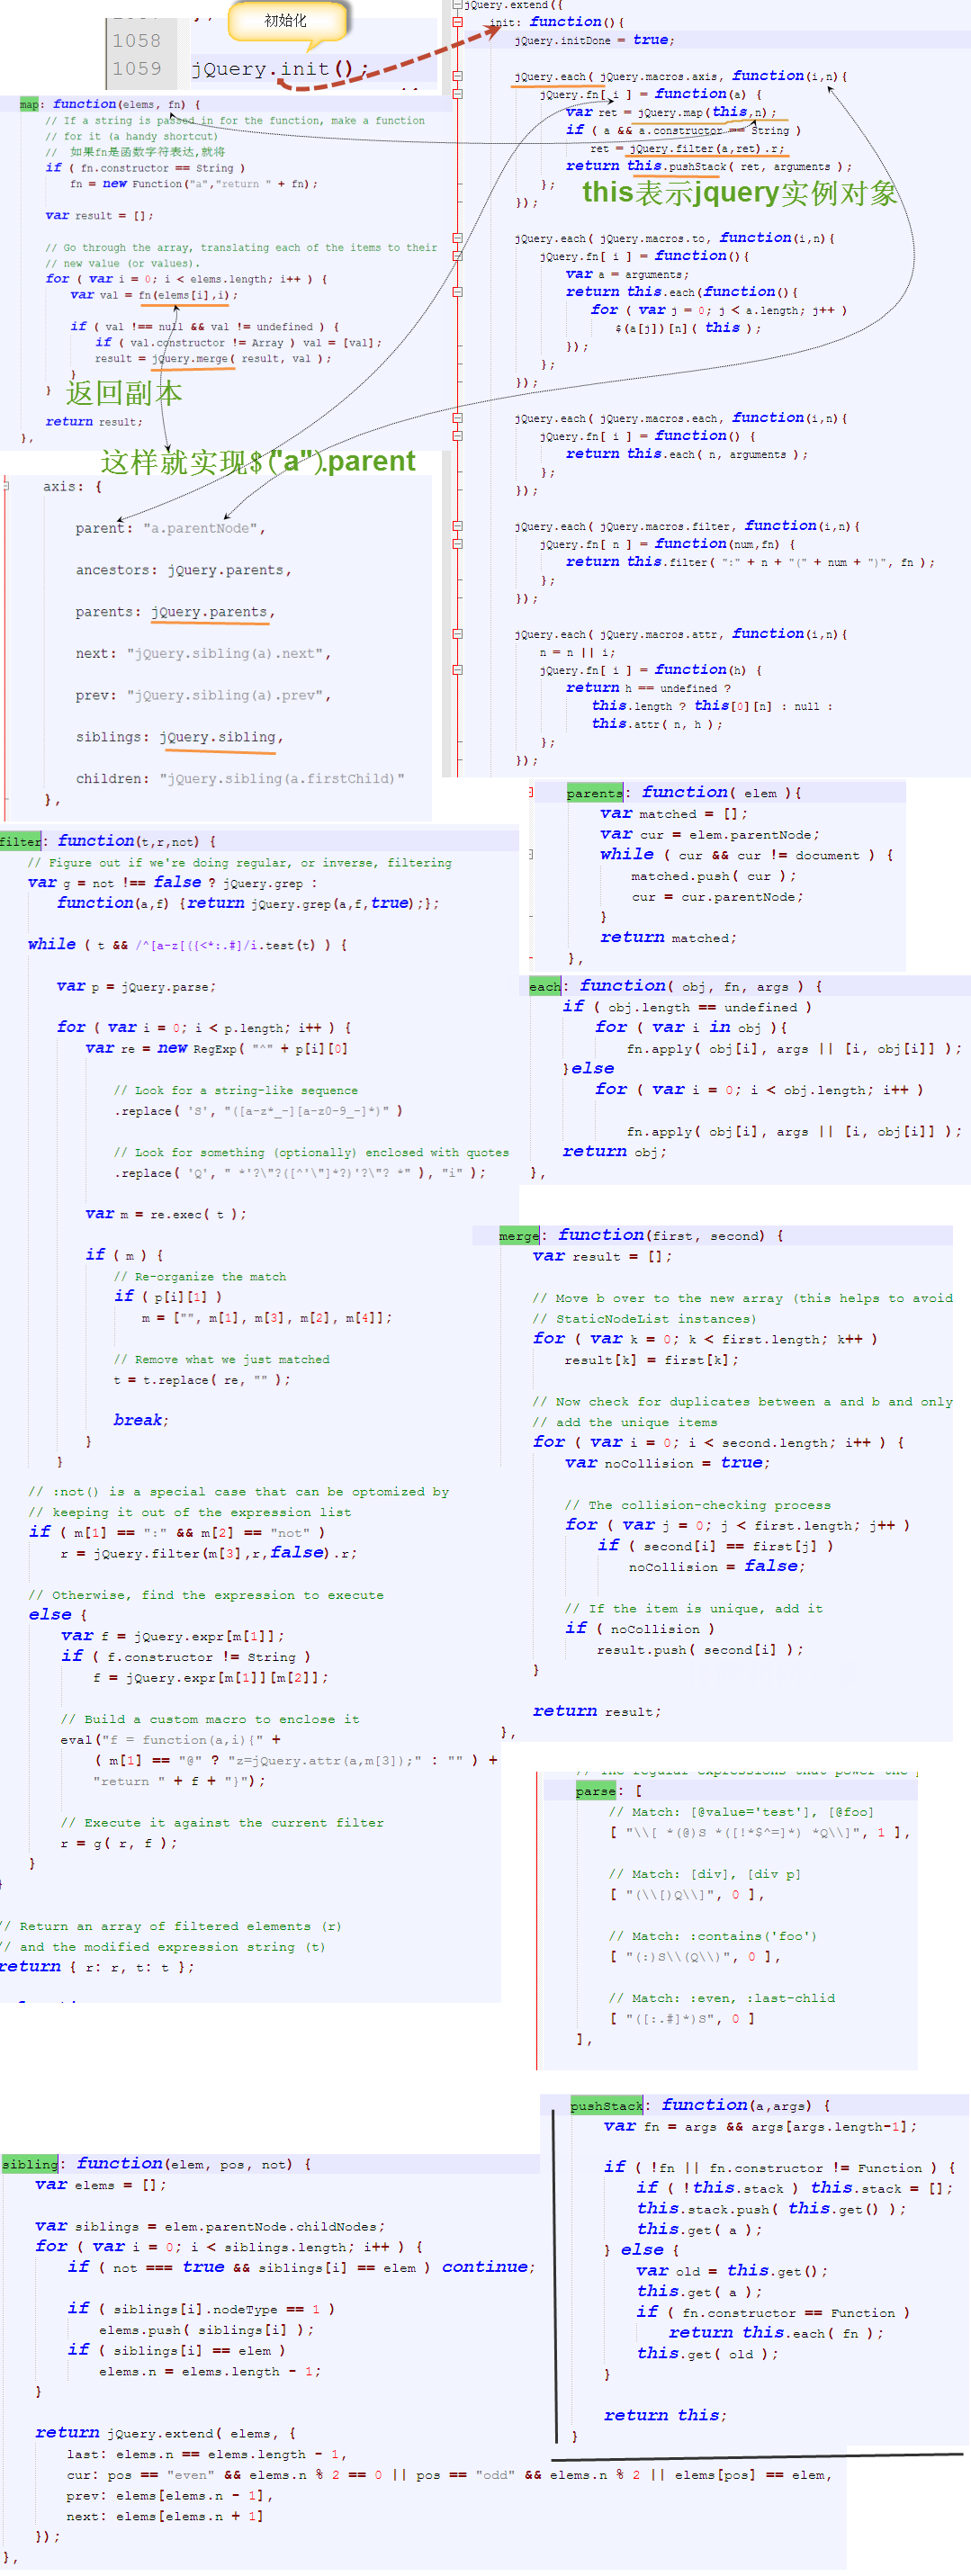 初始化
1058
1059 jQuery.init();
map: function(elems, fn) {
// If a string is passed in for the function, make a function
// for it (a handy shortcut)
// 如果fn是函数字符表达,就将
if ( fn.constructor == String )
fn = new Function("a","return " + fn);
var result = [];
// Go through the array, translating each of the items to their
// new value (or values).
for ( var i = 0; i < elems.length; i++ ) {
var val = fn(elems[i],i);
if ( val !== null && val != undefined ) {
if ( val.constructor != Array ) val = [val];
result = jQuery.merge( result, val );
}
}
返回副本
return result;
},
这样就实现$("a").parent
axis: {
parent: "a.parentNode",
ancestors: jQuery.parents,
parents: jQuery.parents,
next: "jQuery.sibling(a).next",
prev: "jQuery.sibling(a).prev",
siblings: jQuery.sibling,
children: "jQuery.sibling(a.firstChild)"
},
jQuery.extend({
init: function(){
jQuery.initDone = true;
jQuery.each( jQuery.macros.axis, function(i,n){
jQuery.fn[ i ] = function(a) {
var ret = jQuery.map(this,n);
if ( a && a.constructor == String )
ret = jQuery.filter(a,ret).r;
return this.pushStack( ret, arguments );
};
this表示jquery实例对象
});
jQuery.each( jQuery.macros.to, function(i,n){
jQuery.fn[ i ] = function(){
var a = arguments;
return this.each(function(){
for ( var j = 0; j < a.length; j++ )
$(a[j])[n]( this );
});
};
});
jQuery.each( jQuery.macros.each, function(i,n){
jQuery.fn[ i ] = function() {
return this.each( n, arguments );
};
});
jQuery.each( jQuery.macros.filter, function(i,n){
jQuery.fn[ n ] = function(num,fn) {
return this.filter( ":" + n + "(" + num + ")", fn );
};
});
jQuery.each( jQuery.macros.attr, function(i,n){
n = n || i;
jQuery.fn[ i ] = function(h) {
return h == undefined ?
this.length ? this[0][n] : null :
this.attr( n, h );
};
});
filter: function(t,r,not) {
// Figure out if we're doing regular, or inverse, filtering
var g = not !== false ? jQuery.grep :
function(a,f) {return jQuery.grep(a,f,true);};
while ( t && /^[a-z[({<*:.#]/i.test(t) ) {
var p = jQuery.parse;
for ( var i = 0; i < p.length; i++ ) {
var re = new RegExp( "^" + p[i][0]
// Look for a string-like sequence
.replace( 'S', "([a-z*_-][a-z0-9_-]*)" )
// Look for something (optionally) enclosed with quotes
.replace( 'Q', " *'?\"?([^'\"]*?)'?\"? *" ), "i" );
var m = re.exec( t );
if ( m ) {
// Re-organize the match
if ( p[i][1] )
m = ["", m[1], m[3], m[2], m[4]];
// Remove what we just matched
t = t.replace( re, "" );
break;
}
}
// :not() is a special case that can be optomized by
// keeping it out of the expression list
if ( m[1] == ":" && m[2] == "not" )
r = jQuery.filter(m[3],r,false).r;
// Otherwise, find the expression to execute
else {
var f = jQuery.expr[m[1]];
if ( f.constructor != String )
f = jQuery.expr[m[1]][m[2]];
// Build a custom macro to enclose it
eval("f = function(a,i){" +
( m[1] == "@" ? "z=jQuery.attr(a,m[3]);" : "" ) +
"return " + f + "}");
// Execute it against the current filter
r = g( r, f );
}
}
// Return an array of filtered elements (r)
// and the modified expression string (t)
return { r: r, t: t };
parents: function( elem ){
var matched = [];
var cur = elem.parentNode;
while ( cur && cur != document ) {
matched.push( cur );
cur = cur.parentNode;
}
return matched;
},
each: function( obj, fn, args ) {
if ( obj.length == undefined )
for ( var i in obj ){
fn.apply( obj[i], args || [i, obj[i]] );
}else
for ( var i = 0; i < obj.length; i++ )
fn.apply( obj[i], args || [i, obj[i]] );
return obj;
},
merge: function(first, second) {
var result = [];
// Move b over to the new array (this helps to avoid
// StaticNodeList instances)
for ( var k = 0; k < first.length; k++ )
result[k] = first[k];
// Now check for duplicates between a and b and only
// add the unique items
for ( var i = 0; i < second.length; i++ ) {
var noCollision = true;
// The collision-checking process
for ( var j = 0; j < first.length; j++ )
if ( second[i] == first[j] )
noCollision = false;
// If the item is unique, add it
if ( noCollision )
result.push( second[i] );
}
return result;
},
parse: [
// Match: [@value='test'], [@foo]
[ "\\[ *(@)S *([!*$^=]*) *Q\\]", 1 ],
// Match: [div], [div p]
[ "(\\[)Q\\]", 0 ],
// Match: :contains('foo')
[ "(:)S\\(Q\\)", 0 ],
// Match: :even, :last-chlid
[ "([:.#]*)S", 0 ]
],
pushStack: function(a,args) {
var fn = args && args[args.length-1];
if ( !fn || fn.constructor != Function ) {
if ( !this.stack ) this.stack = [];
this.stack.push( this.get() );
this.get( a );
} else {
var old = this.get();
this.get( a );
if ( fn.constructor == Function )
return this.each( fn );
this.get( old );
}
return this;
}
sibling: function(elem, pos, not) {
var elems = [];
var siblings = elem.parentNode.childNodes;
for ( var i = 0; i < siblings.length; i++ ) {
if ( not === true && siblings[i] == elem ) continue;
if ( siblings[i].nodeType == 1 )
elems.push( siblings[i] );
if ( siblings[i] == elem )
elems.n = elems.length - 1;
}
return jQuery.extend( elems, {
last: elems.n == elems.length - 1,
cur: pos == "even" && elems.n % 2 == 0 || pos == "odd" && elems.n % 2 || elems[pos] == elem,
prev: elems[elems.n - 1],
next: elems[elems.n + 1]
});
},